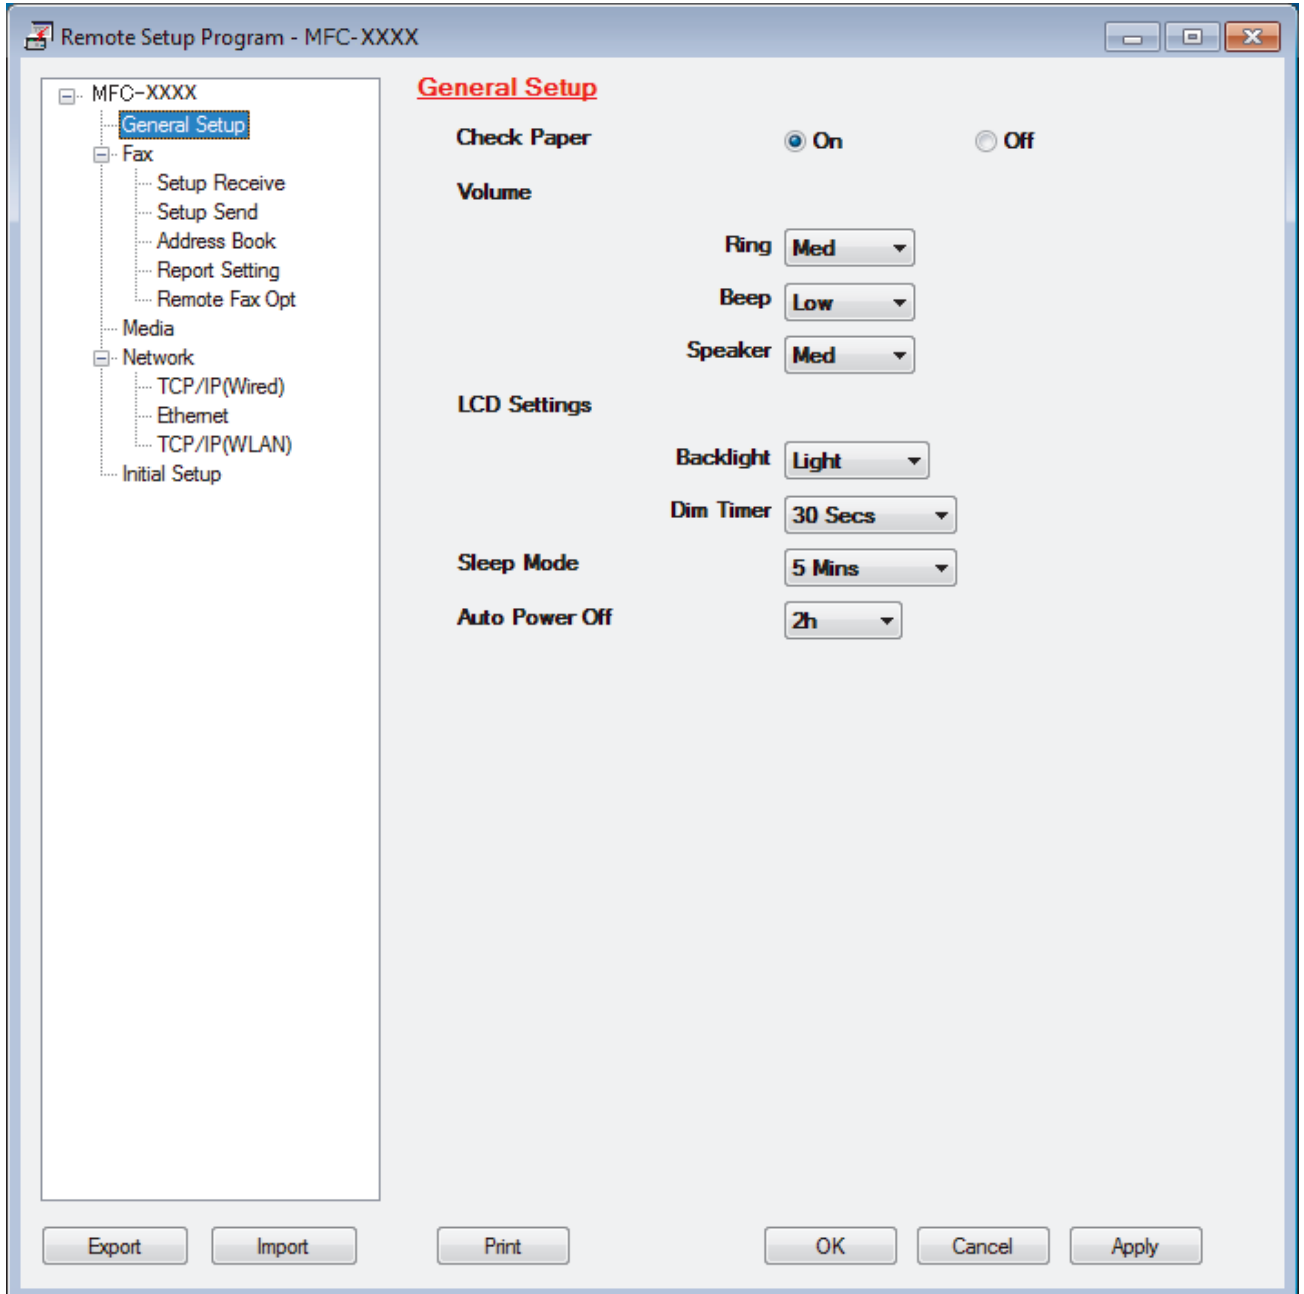 Remote Setup Program - MFC-XXXX
MFC-XXXX
General Setup
Fax
Setup Receive
Setup Send
Address Book
Report Setting
Remote Fax Opt
Media
Network
TCP/IP(Wired)
Ethernet
TCP/IP(WLAN)
Initial Setup
General Setup
Check Paper On Off
Volume
Ring Med
Beep Low
Speaker Med
LCD Settings
Backlight Light
Dim Timer 30 Secs
Sleep Mode 5 Mins
Auto Power Off 2h
Export Import Print OK Cancel Apply